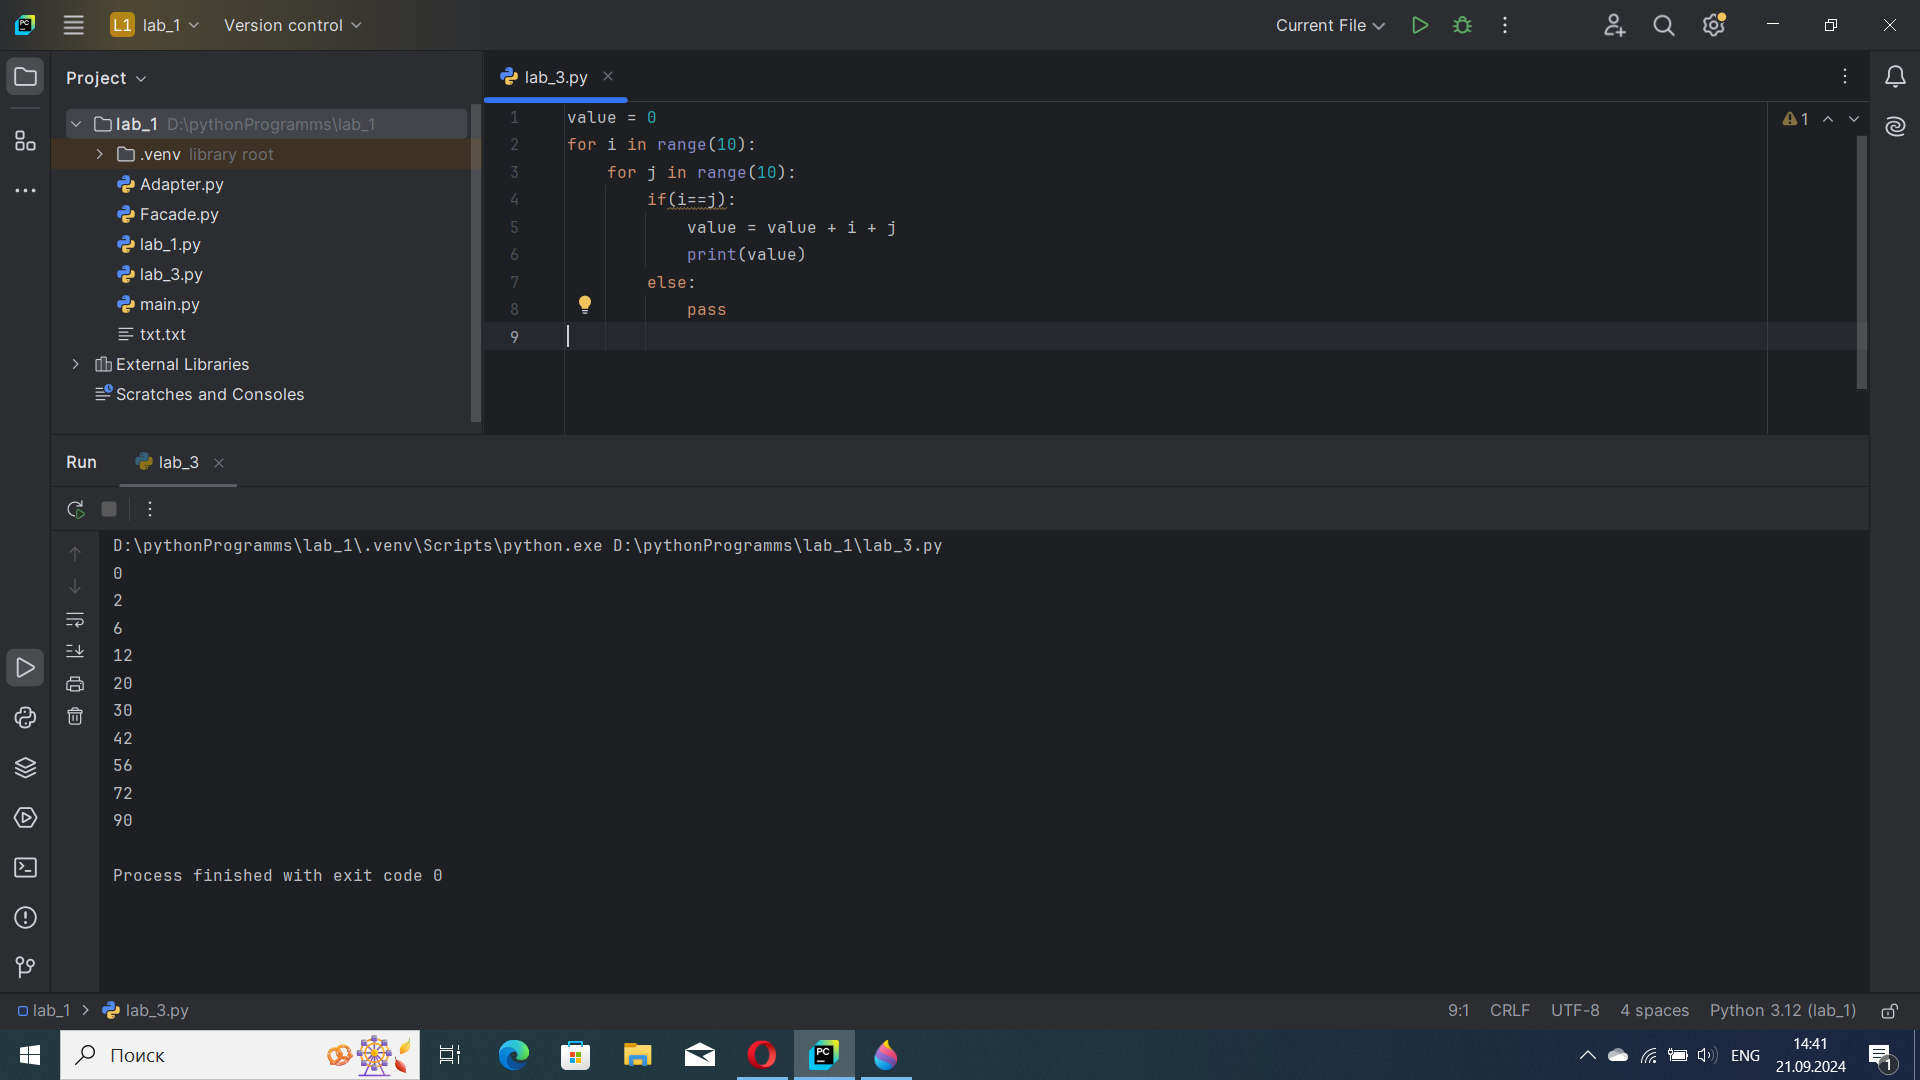 L1 lab_1 Version control Current File
Project
lab_3.py
lab_1 D:\pythonProgramms\lab_1
.venv library root
Adapter.py
Facade.py
lab_1.py
lab_3.py
main.py
txt.txt
External Libraries
Scratches and Consoles
1 value = 0
2 for i in range(10):
3     for j in range(10):
4         if(i==j):
5             value = value + i + j
6             print(value)
7         else:
8             pass
9
1
Run lab_3
D:\pythonProgramms\lab_1\.venv\Scripts\python.exe D:\pythonProgramms\lab_1\lab_3.py
0
2
6
12
20
30
42
56
72
90
Process finished with exit code 0
lab_1 > lab_3.py 9:1 CRLF UTF-8 4 spaces Python 3.12 (lab_1)
Поиск
PC
ENG
14:41
21.09.2024
1